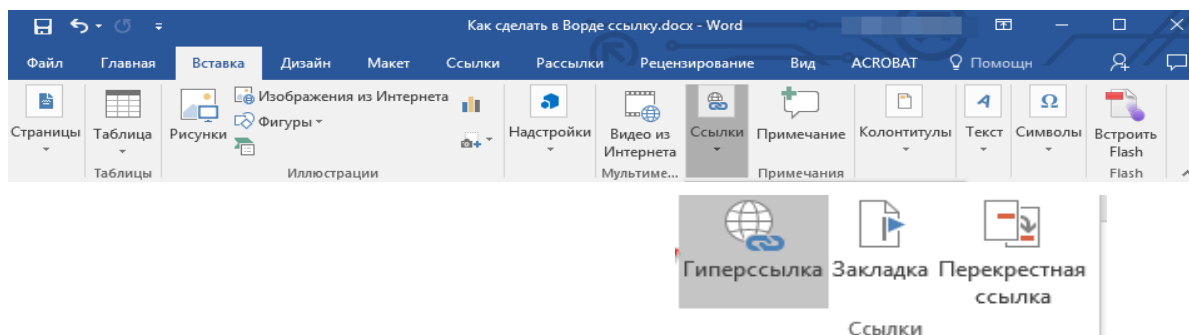 Как сделать в Ворде ссылку.docx - Word
Файл Главная Вставка Дизайн Макет Ссылки Рассылки Рецензирование Вид ACROBAT Помощн
Изображения из Интернета
Фигуры
Страницы Таблица Рисунки Надстройки Видео из Интернета Ссылки Примечание Колонтитулы Текст Символы Встроить Flash
Таблицы Иллюстрации Мультиме... Примечания Flash
Гиперссылка Закладка Перекрестная
ссылка
Ссылки